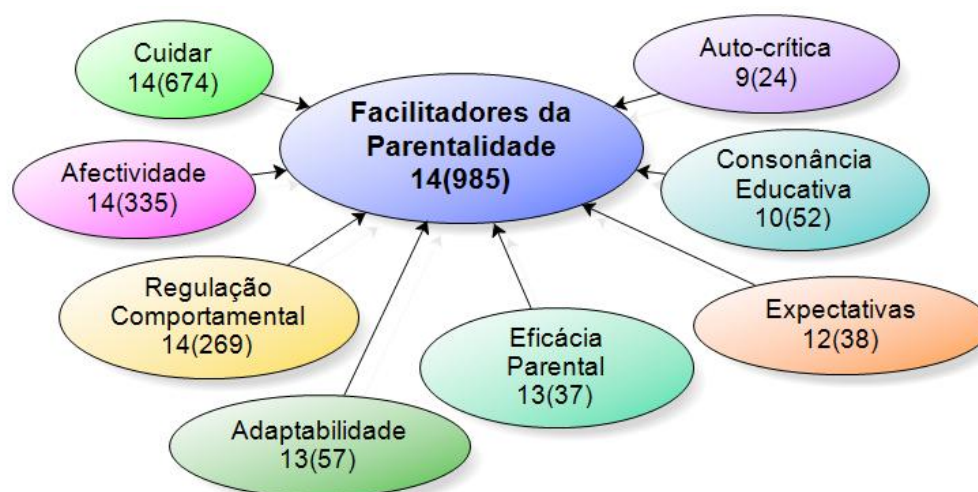 Cuidar
14(674)
Auto-crítica
9(24)
Facilitadores da
Parentalidade
14(985)
Afectividade
14(335)
Consonância
Educativa
10(52)
Regulação
Comportamental
14(269)
Expectativas
12(38)
Eficácia
Parental
13(37)
Adaptabilidade
13(57)